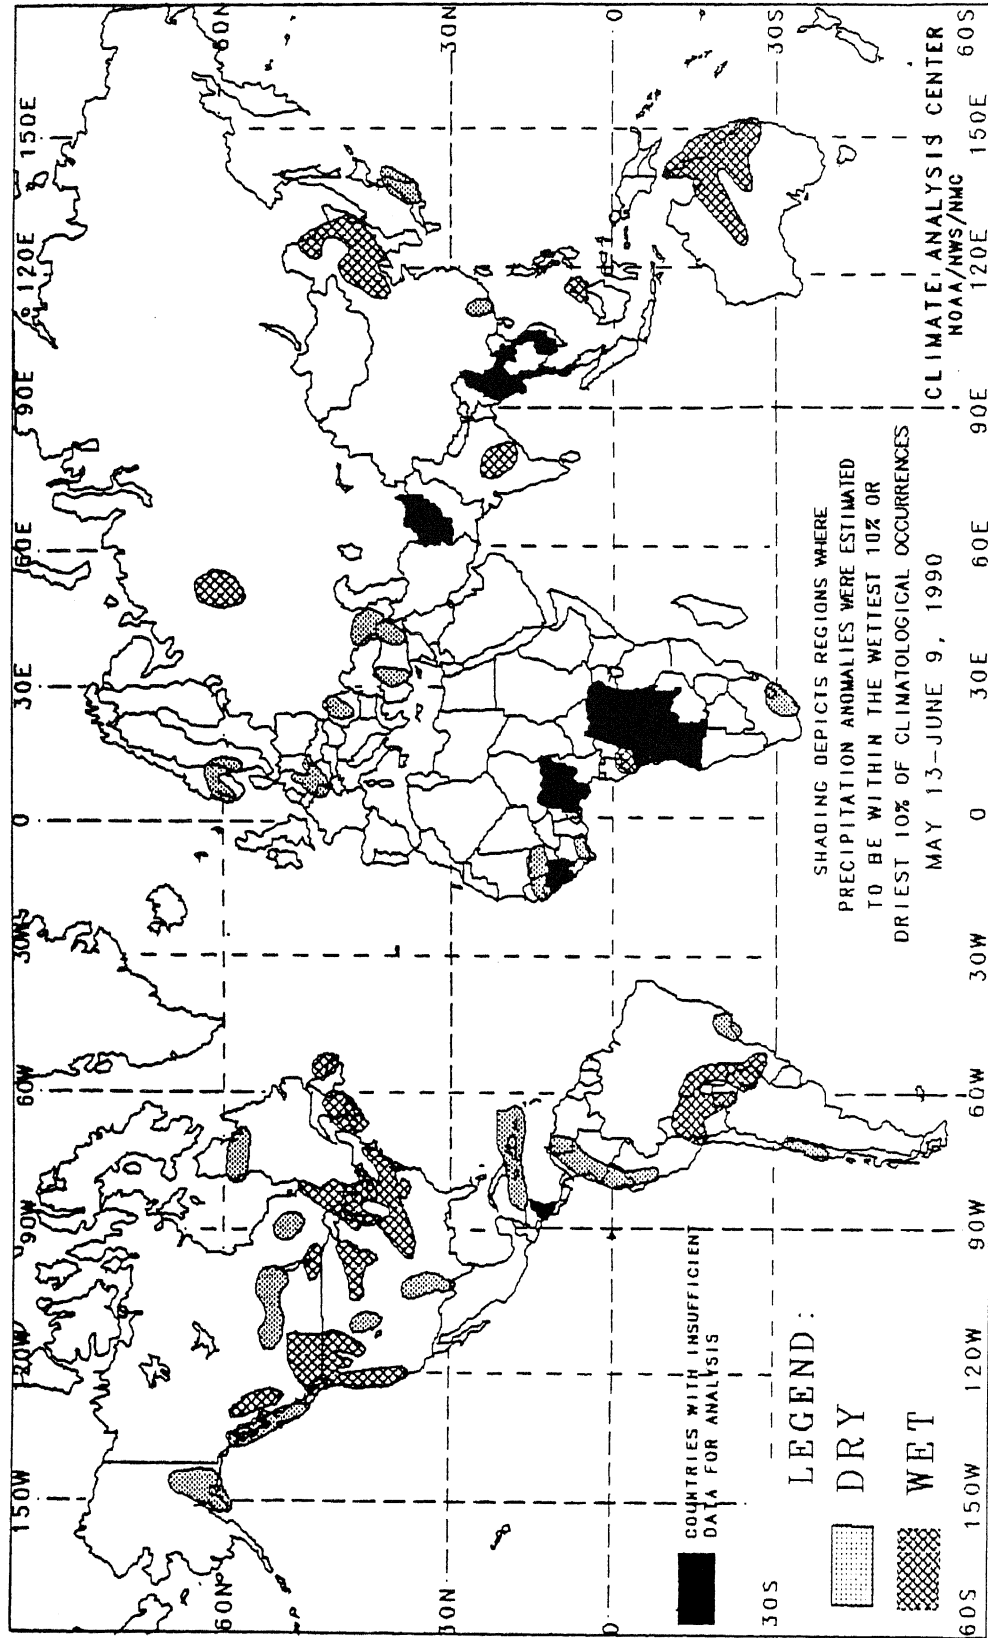 150W
120W
90W
60W
30W
0
30E
60E
90E
120E
150E
60N
60N
30N
30N
0
0
30S
30S
60S
60S
150W
120W
90W
60W
30W
0
30E
60E
90E
120E
150E
COUNTRIES WITH INSUFFICIENT
DATA FOR ANALYSIS
LEGEND:
DRY
WET
SHADING DEPICTS REGIONS WHERE
PRECIPITATION ANOMALIES WERE ESTIMATED
TO BE WITHIN THE WETTEST 10% OR
DRIEST 10% OF CLIMATOLOGICAL OCCURRENCES
MAY 13-JUNE 9, 1990
CLIMATE ANALYSIS CENTER
NOAA/NWS/NMC